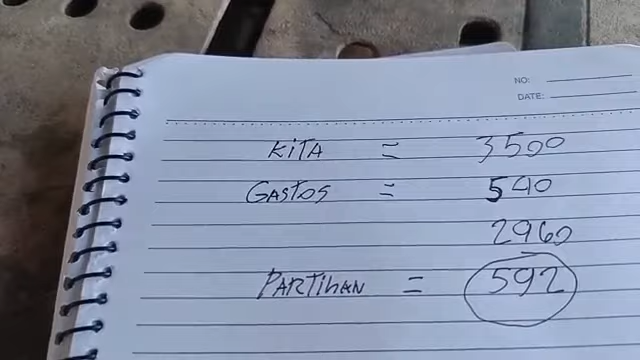 NO:
DATE:
KITA = 3500
GASTOS = 540
2960
PARTIHAN = 592